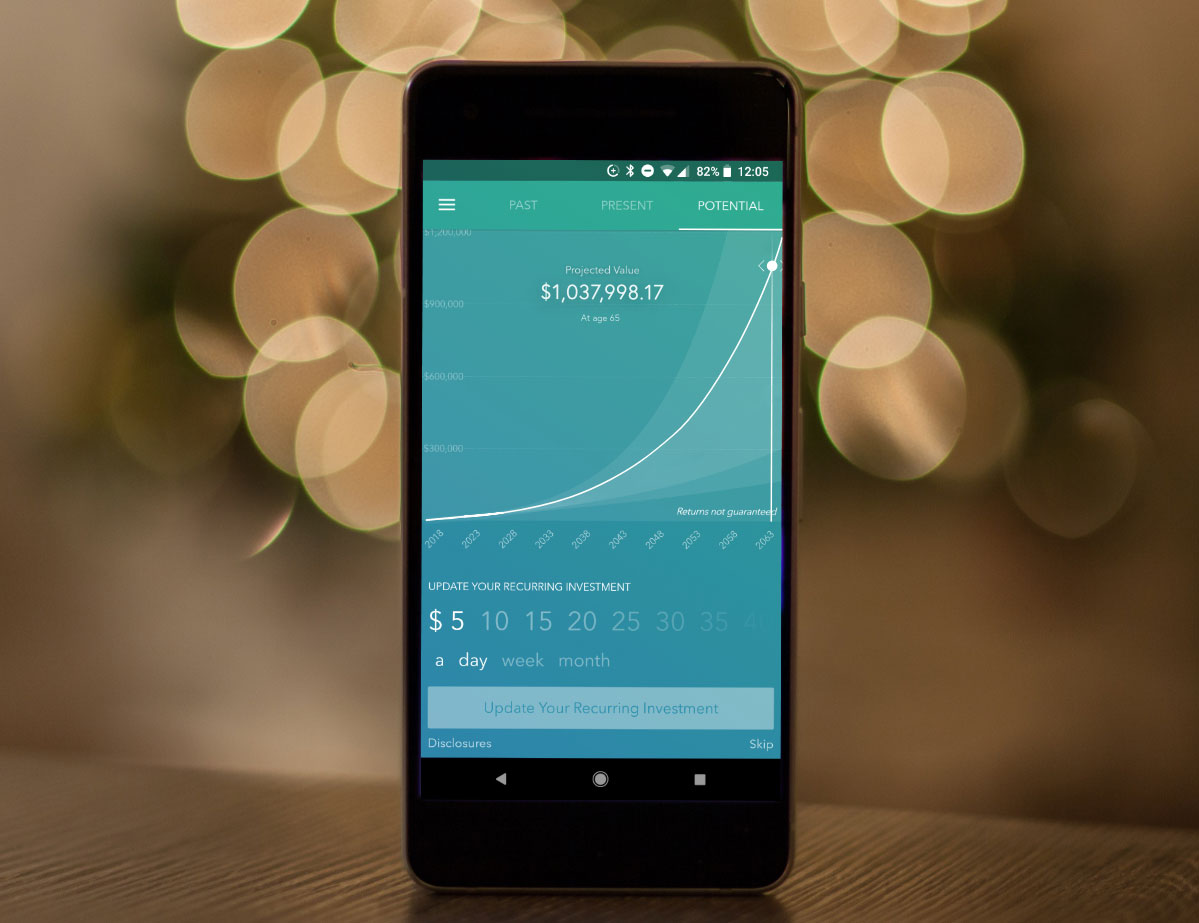 82% 12:05
PAST PRESENT POTENTIAL
$1,200,000
Projected Value
$1,037,998.17
$900,000
At age 65
$600,000
$300,000
Returns not guaranteed
2018 2023 2028 2033 2038 2043 2048 2053 2058 2063
UPDATE YOUR RECURRING INVESTMENT
$ 5 10 15 20 25 30 35 40
a day week month
Update Your Recurring Investment
Disclosures Skip